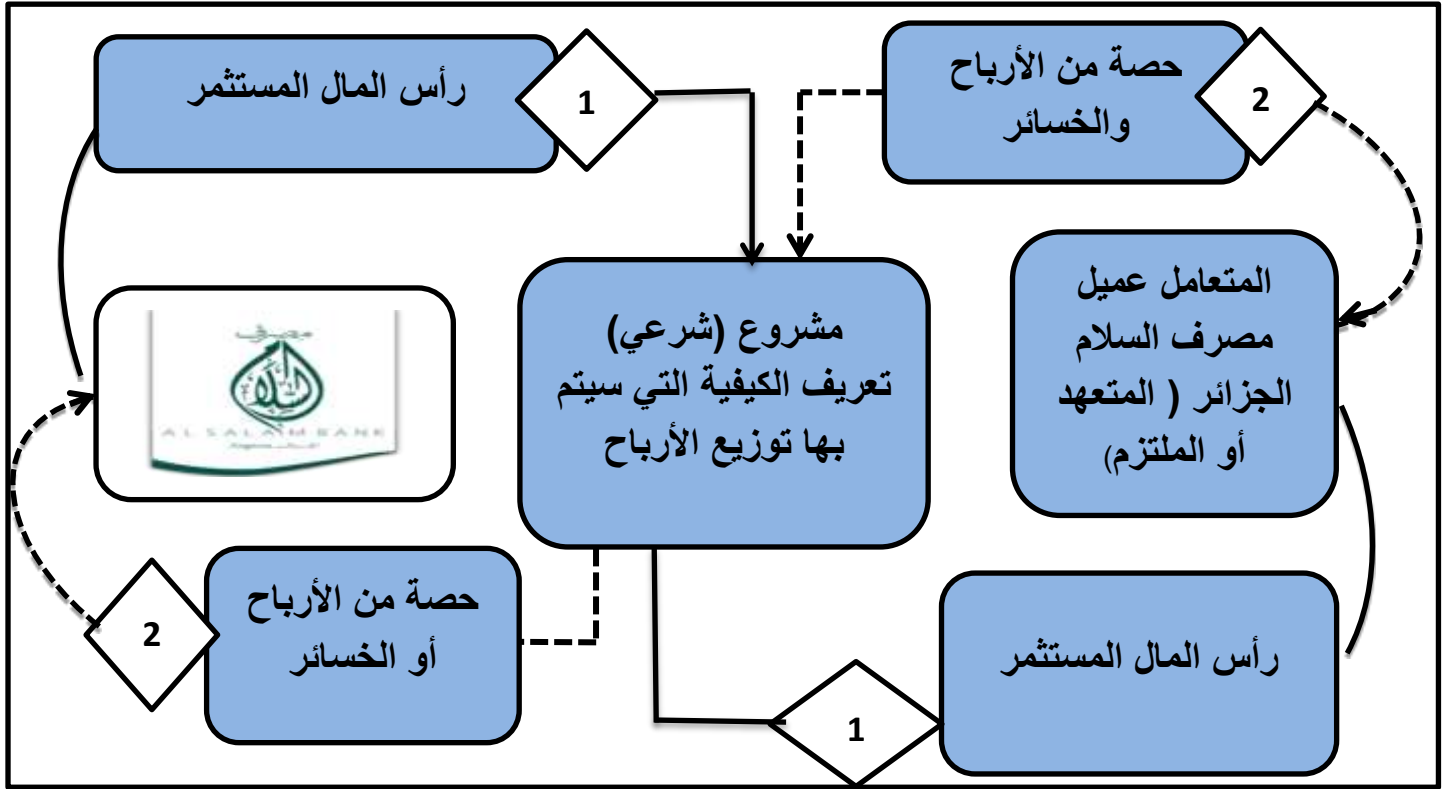 حصة من الأرباح
والخسائر
2
رأس المال المستثمر
1
المتعامل عميل
مصرف السلام
الجزائر ( المتعهد
أو الملتزم)
مشروع (شرعي)
تعريف الكيفية التي سيتم
بها توزيع الأرباح
مصرف
السلام
AL SALAM BANK
رأس المال المستثمر
1
حصة من الأرباح
أو الخسائر
2